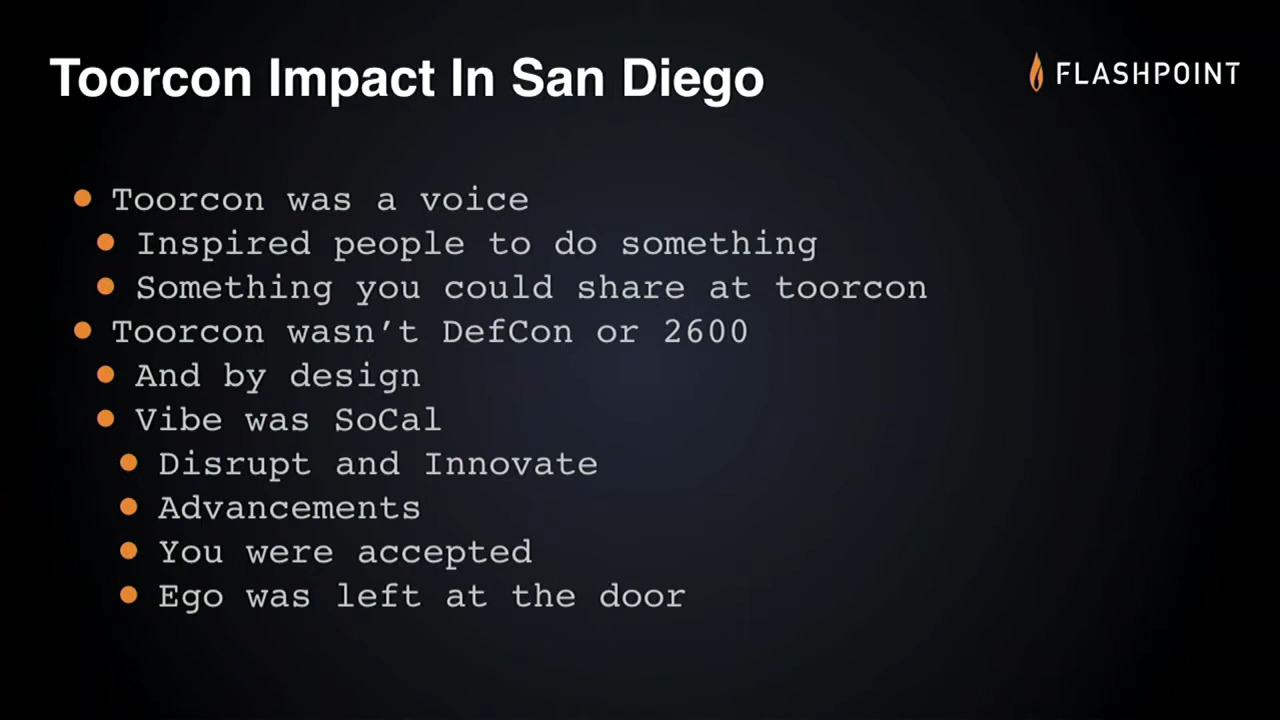 Toorcon Impact In San Diego
FLASHPOINT
Toorcon was a voice
Inspired people to do something
Something you could share at toorcon
Toorcon wasn't DefCon or 2600
And by design
Vibe was SoCal
Disrupt and Innovate
Advancements
You were accepted
Ego was left at the door